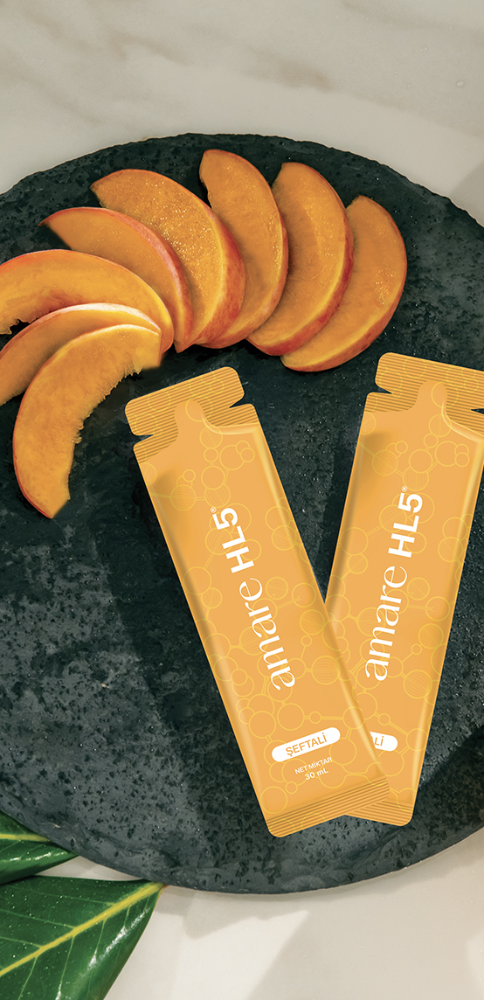 amare HL5®
ŞEFTALİ
NET MİKTAR
30 mL
amare HL5®
Lİ